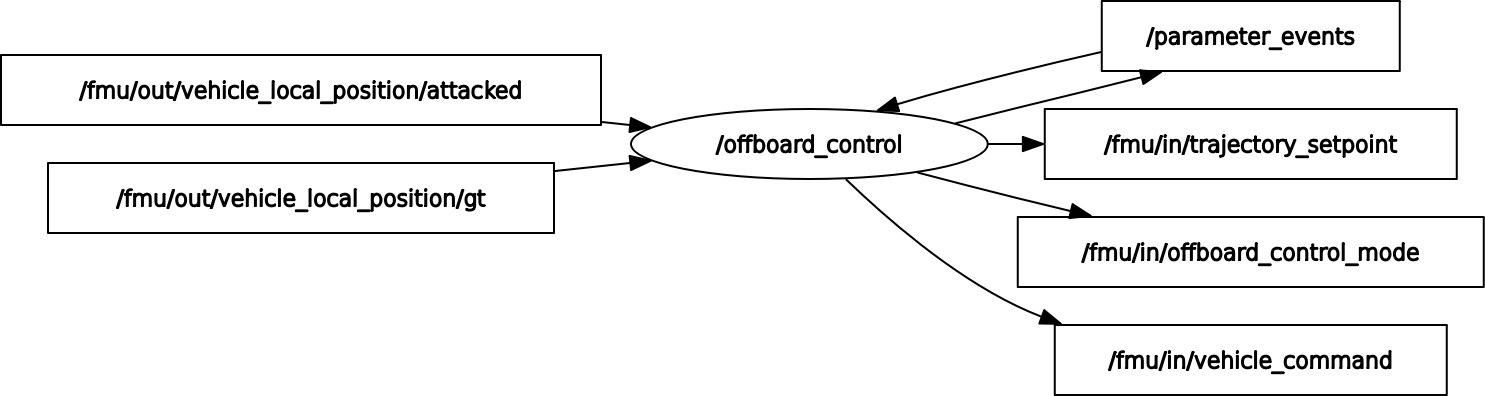 /fmu/out/vehicle_local_position/attacked
/fmu/out/vehicle_local_position/gt
/offboard_control
/parameter_events
/fmu/in/trajectory_setpoint
/fmu/in/offboard_control_mode
/fmu/in/vehicle_command